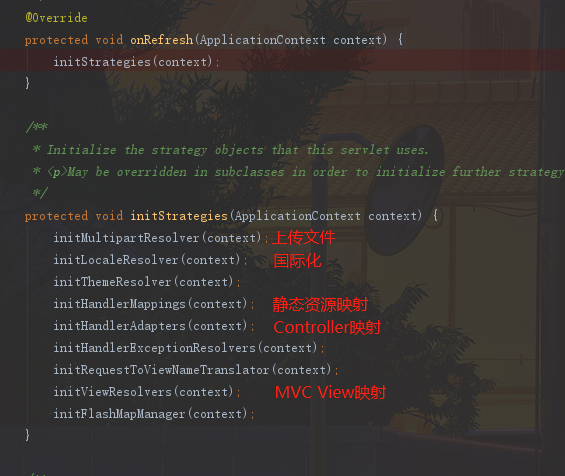 @Override
protected void onRefresh(ApplicationContext context) {
initStrategies(context);
}
/**
* Initialize the strategy objects that this servlet uses.
* <p>May be overridden in subclasses in order to initialize further strategy
*/
protected void initStrategies(ApplicationContext context) {
initMultipartResolver(context); 上传文件
initLocaleResolver(context); 国际化
initThemeResolver(context);
initHandlerMappings(context); 静态资源映射
initHandlerAdapters(context); Controller映射
initHandlerExceptionResolvers(context);
initRequestToViewNameTranslator(context);
initViewResolvers(context); MVC View映射
initFlashMapManager(context);
}